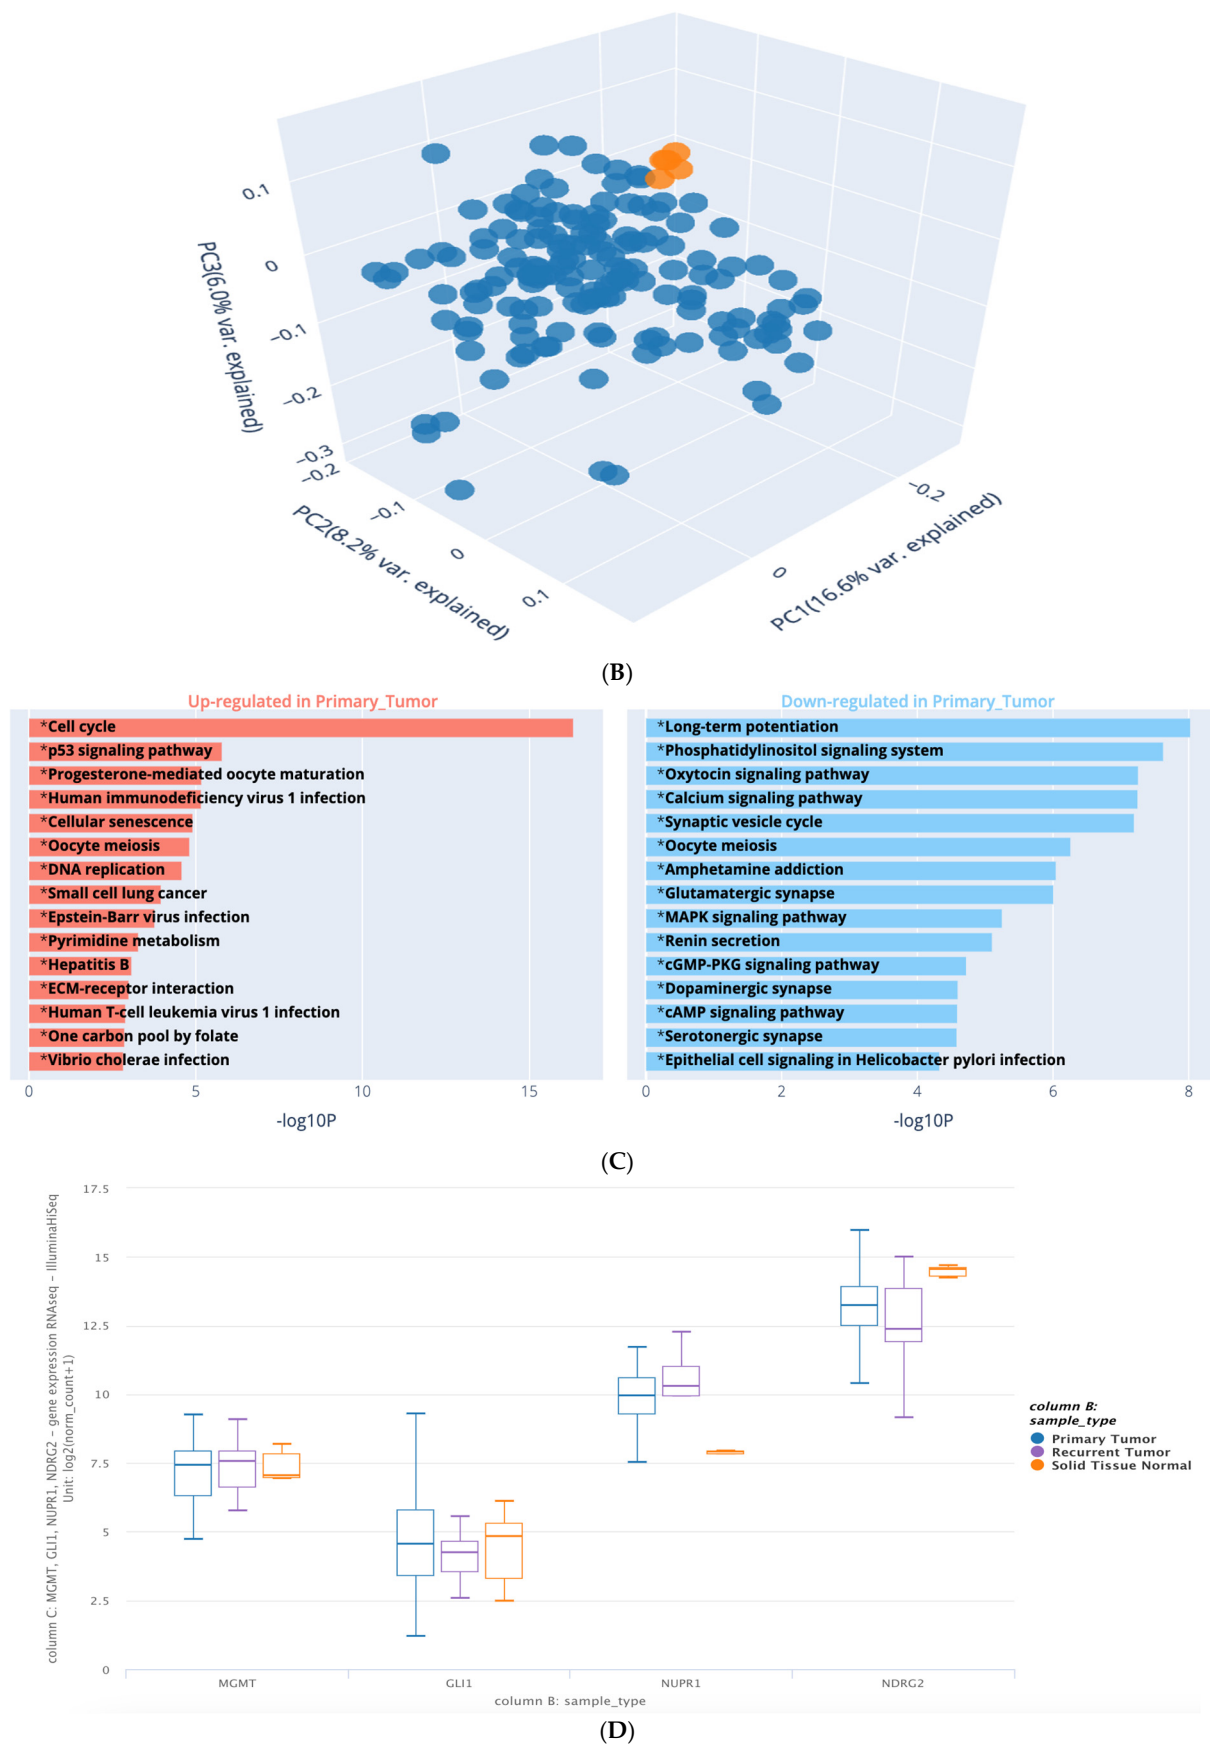 0.1
0
−0.1
−0.2
−0.3
PC3(6.0% var. explained)
−0.2
−0.1
0
0.1
PC2(8.2% var. explained)
−0.2
0
PC1(16.6% var. explained)
(B)
Up-regulated in Primary_Tumor
*Cell cycle
*p53 signaling pathway
*Progesterone-mediated oocyte maturation
*Human immunodeficiency virus 1 infection
*Cellular senescence
*Oocyte meiosis
*DNA replication
*Small cell lung cancer
*Epstein-Barr virus infection
*Pyrimidine metabolism
*Hepatitis B
*ECM-receptor interaction
*Human T-cell leukemia virus 1 infection
*One carbon pool by folate
*Vibrio cholerae infection
0 5 10 15
-log10P
Down-regulated in Primary_Tumor
*Long-term potentiation
*Phosphatidylinositol signaling system
*Oxytocin signaling pathway
*Calcium signaling pathway
*Synaptic vesicle cycle
*Oocyte meiosis
*Amphetamine addiction
*Glutamatergic synapse
*MAPK signaling pathway
*Renin secretion
*cGMP-PKG signaling pathway
*Dopaminergic synapse
*cAMP signaling pathway
*Serotonergic synapse
*Epithelial cell signaling in Helicobacter pylori infection
0 2 4 6 8
-log10P
(C)
column C: MGMT, GLI1, NUPR1, NDRG2 – gene expression RNAseq – IlluminaHiSeq
Unit: log2(norm_count+1)
17.5
15
12.5
10
7.5
5
2.5
0
MGMT GLI1 NUPR1 NDRG2
column B: sample_type
column B:
sample_type
Primary Tumor
Recurrent Tumor
Solid Tissue Normal
(D)